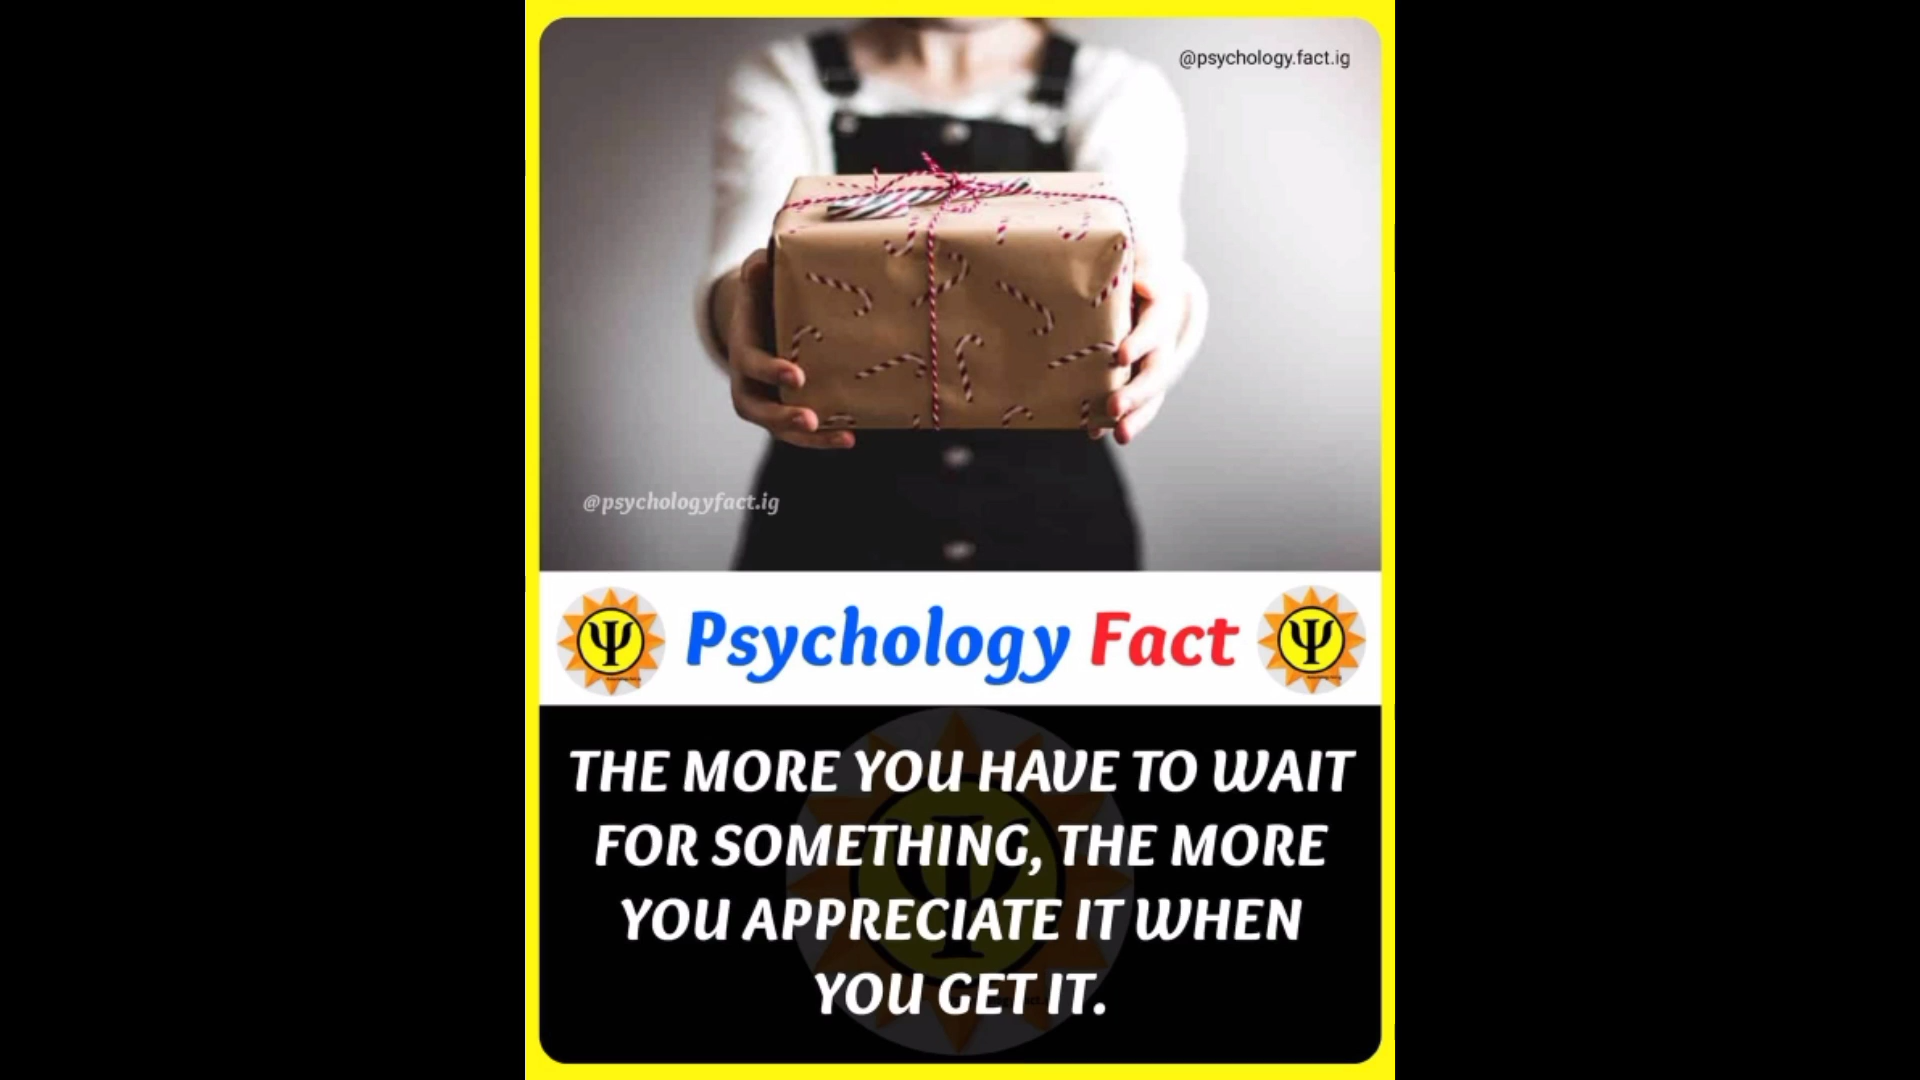 @psychology.fact.ig
@psychologyfact.ig
Ψ Psychology Fact Ψ
THE MORE YOU HAVE TO WAIT
FOR SOMETHING, THE MORE
YOU APPRECIATE IT WHEN
YOU GET IT.